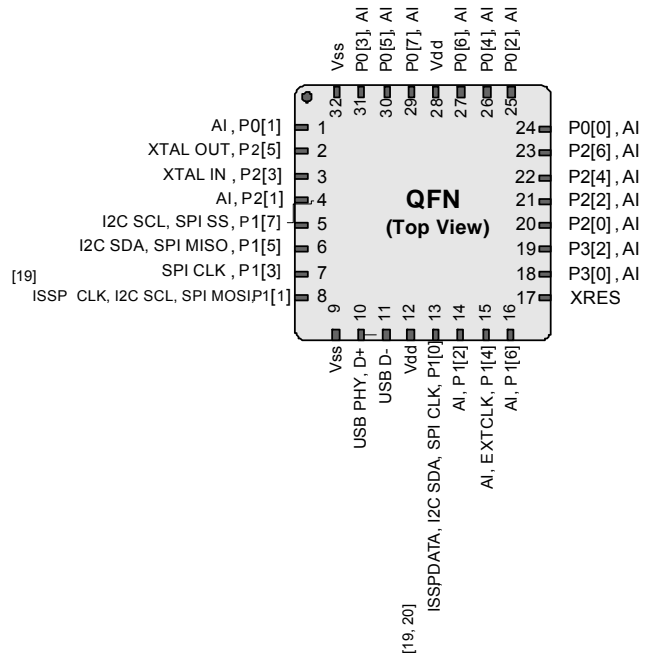 Vss
P0[3], AI
P0[5], AI
P0[7], AI
Vdd
P0[6], AI
P0[4], AI
P0[2], AI
32
31
30
29
28
27
26
25
AI, P0[1] 1
XTAL OUT, P2[5] 2
XTAL IN, P2[3] 3
AI, P2[1] 4
I2C SCL, SPI SS, P1[7] 5
I2C SDA, SPI MISO, P1[5] 6
SPI CLK, P1[3] 7
[19]
ISSP CLK, I2C SCL, SPI MOSI,P1[1] 8
QFN
(Top View)
24 P0[0], AI
23 P2[6], AI
22 P2[4], AI
21 P2[2], AI
20 P2[0], AI
19 P3[2], AI
18 P3[0], AI
17 XRES
9
10
11
12
13
14
15
16
Vss
USB PHY, D+
USB D-
Vdd
ISSPDATA, I2C SDA, SPI CLK, P1[0]
AI, P1[2]
AI, EXTCLK, P1[4]
AI, P1[6]
[19, 20]